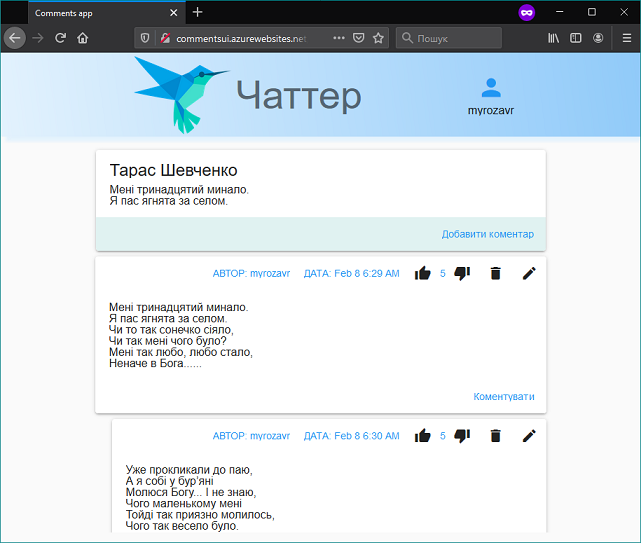 Comments app
commentsui.azurewebsites.net
Пошук
Чаттер
myrozavr
Тарас Шевченко
Мені тринадцятий минало.
Я пас ягнята за селом.
Добавити коментар
АВТОР: myrozavr ДАТА: Feb 8 6:29 AM 5
Мені тринадцятий минало.
Я пас ягнята за селом.
Чи то так сонечко сіяло,
Чи так мені чого було?
Мені так любо, любо стало,
Неначе в Бога......
Коментувати
АВТОР: myrozavr ДАТА: Feb 8 6:30 AM 5
Уже прокликали до паю,
А я собі у бур'яні
Молюся Богу... І не знаю,
Чого маленькому мені
Тойді так приязно молилось,
Чого так весело було.